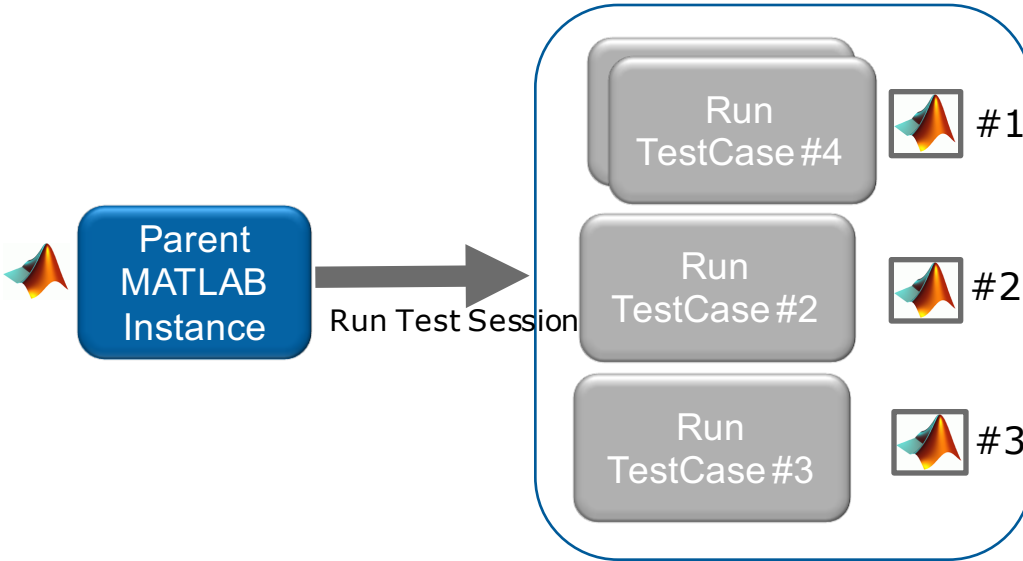 Parent
MATLAB
Instance
Run Test Session
Run
TestCase #4
#1
Run
TestCase #2
#2
Run
TestCase #3
#3